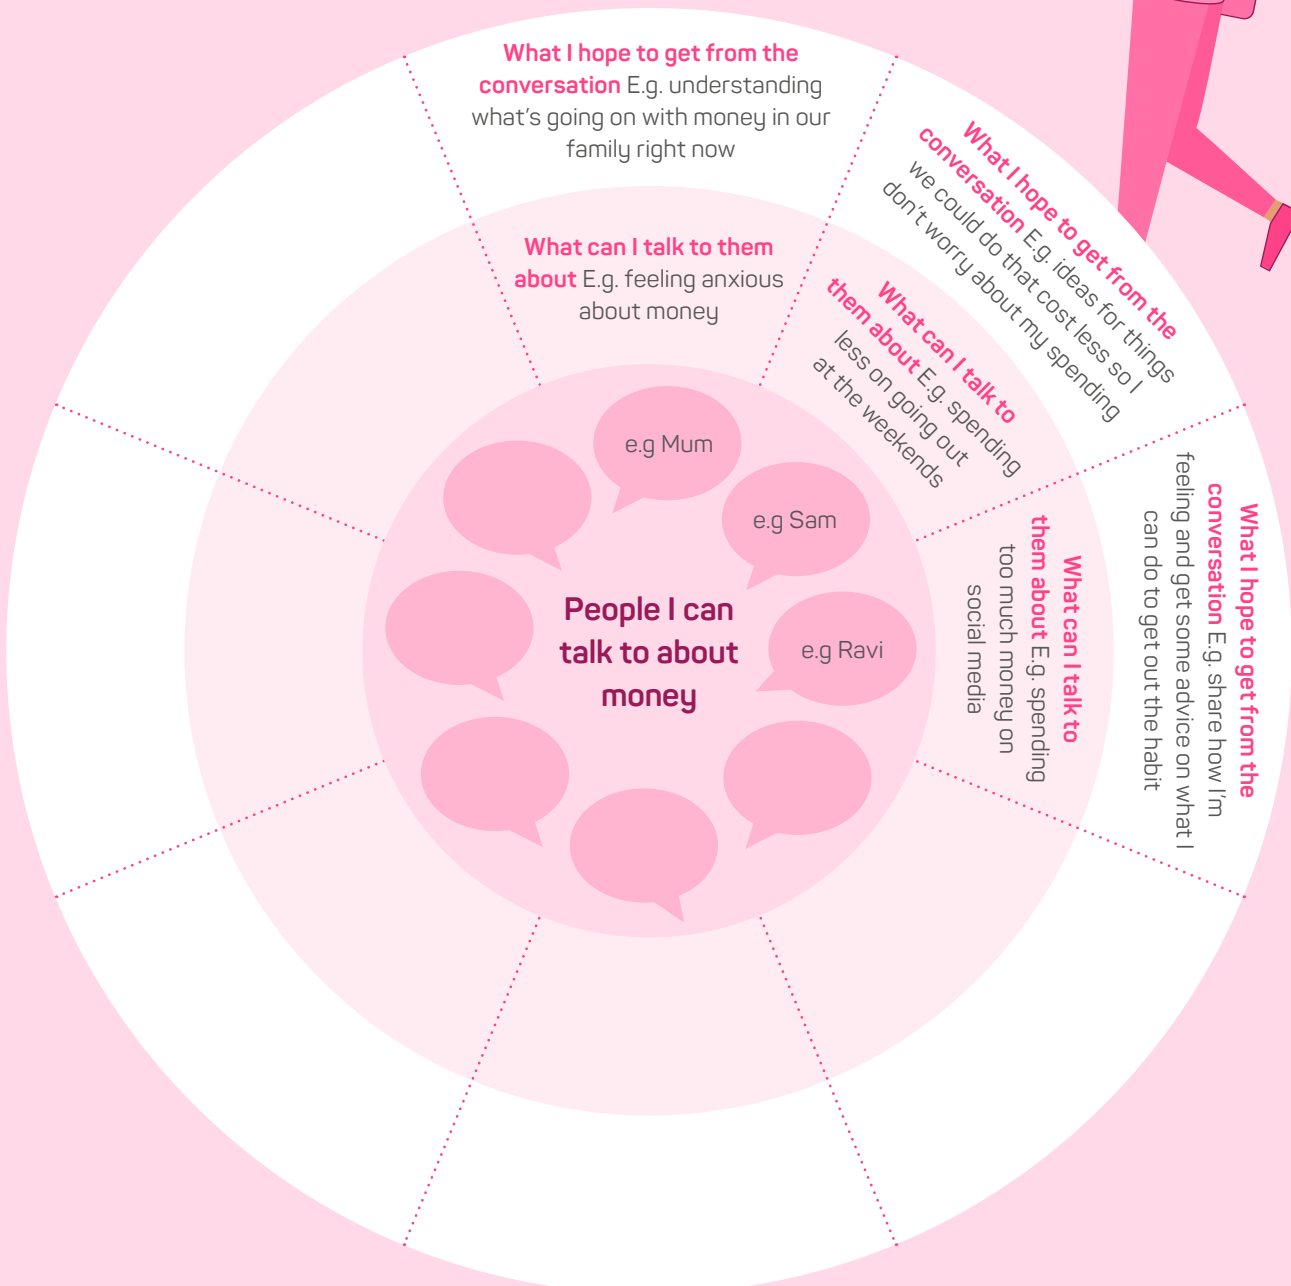 What I hope to get from the
conversation E.g. understanding
what's going on with money in our
family right now
What can I talk to them
about E.g. feeling anxious
about money
What I hope to get from the
conversation E.g. ideas for things
we could do that cost less so I
don't worry about my spending
What can I talk to
them about E.g. spending
less on going out
at the weekends
What I hope to get from the
conversation E.g. share how I'm
feeling and get some advice on what I
can do to get out the habit
What can I talk to
them about E.g. spending
too much money on
social media
e.g Mum
e.g Sam
e.g Ravi
People I can
talk to about
money